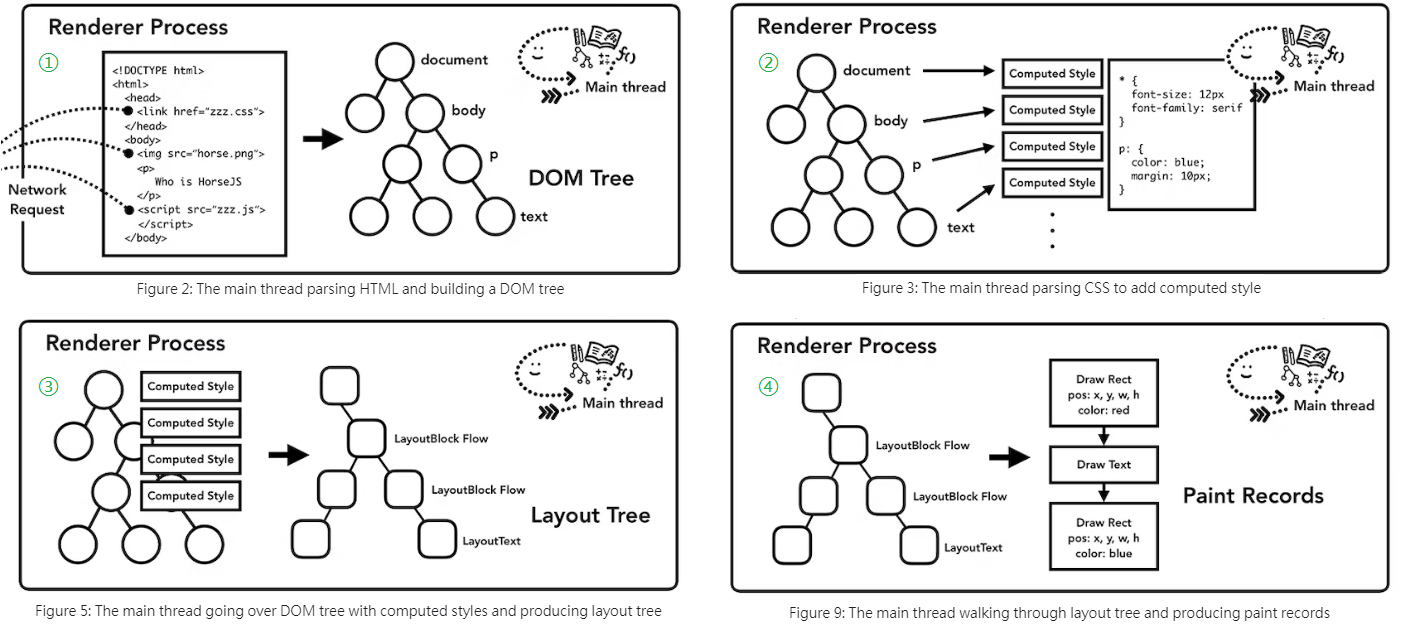 Renderer Process
①
<!DOCTYPE html>
<html>
<head>
<link href="zzz.css">
</head>
<body>
<img src="horse.png">
<p>
Who is HorseJS
</p>
<script src="zzz.js">
</script>
</body>
Network
Request
document
body
p
text
DOM Tree
+-
×÷
f()
Main thread
Figure 2: The main thread parsing HTML and building a DOM tree
Renderer Process
②
document
body
p
text
Computed Style
Computed Style
Computed Style
Computed Style
* {
font-size: 12px
font-family: serif
}
p: {
color: blue;
margin: 10px;
}
+-
×÷
f()
Main thread
Figure 3: The main thread parsing CSS to add computed style
Renderer Process
③
Computed Style
Computed Style
Computed Style
Computed Style
LayoutBlock Flow
LayoutBlock Flow
LayoutText
Layout Tree
+-
×÷
f()
Main thread
Figure 5: The main thread going over DOM tree with computed styles and producing layout tree
Renderer Process
④
LayoutBlock Flow
LayoutBlock Flow
LayoutText
Draw Rect
pos: x, y, w, h
color: red
Draw Text
Draw Rect
pos: x, y, w, h
color: blue
Paint Records
+-
×÷
f()
Main thread
Figure 9: The main thread walking through layout tree and producing paint records